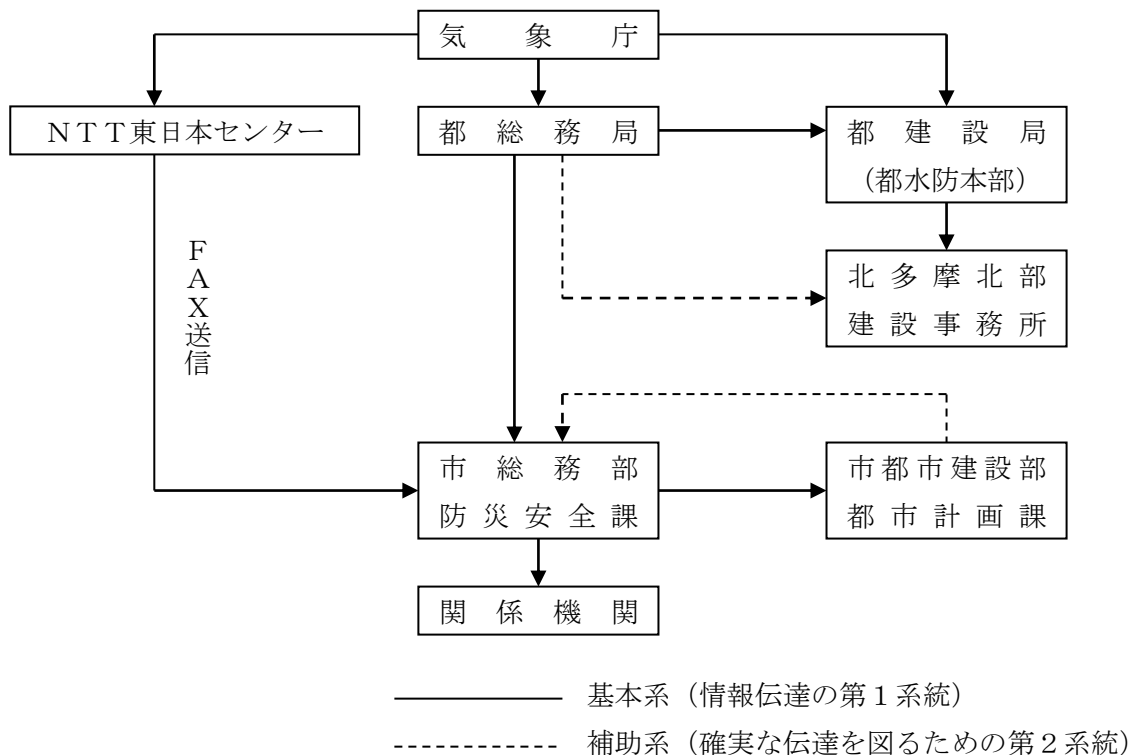 気象庁
NTT東日本センター
都総務局
都建設局
(都水防本部)
FAX送信
北多摩北部
建設事務所
市総務部
防災安全課
市都市建設部
都市計画課
関係機関
基本系(情報伝達の第1系統)
補助系(確実な伝達を図るための第2系統)